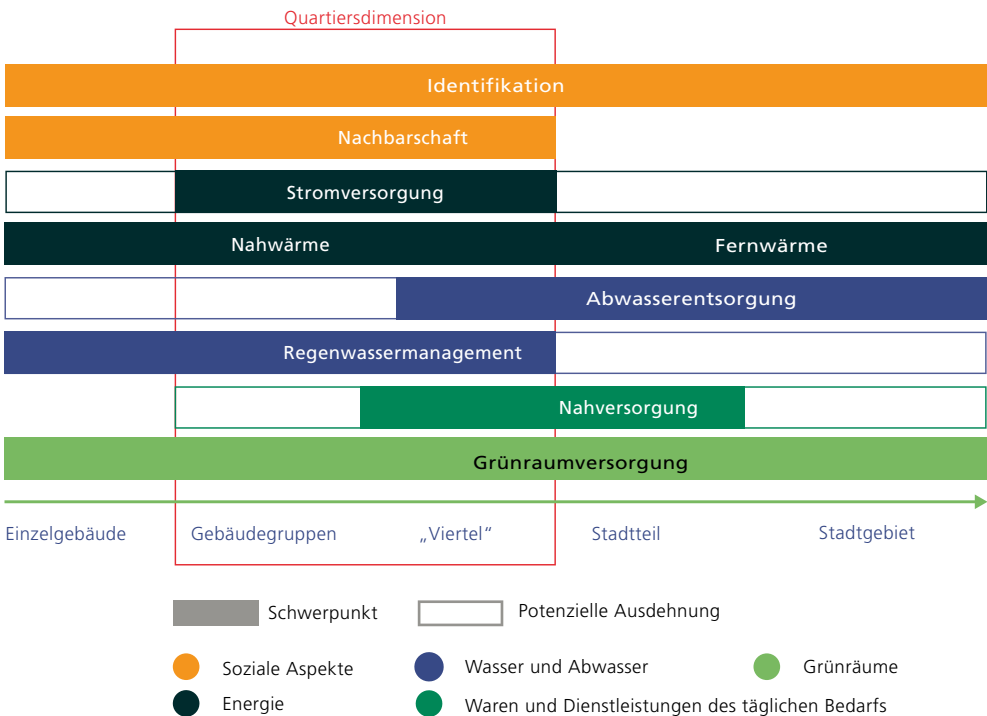 Quartiersdimension
Identifikation
Nachbarschaft
Stromversorgung
Nahwärme Fernwärme
Abwasserentsorgung
Regenwassermanagement
Nahversorgung
Grünraumversorgung
Einzelgebäude Gebäudegruppen „Viertel“ Stadtteil Stadtgebiet
Schwerpunkt Potenzielle Ausdehnung
Soziale Aspekte Wasser und Abwasser Grünräume
Energie Waren und Dienstleistungen des täglichen Bedarfs